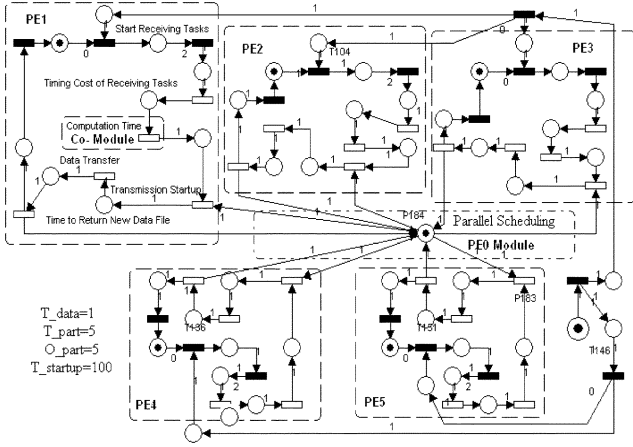 PE1
Start Receiving Tasks
Timing Cost of Receiving Tasks
Computation Time
Co- Module
Data Transfer
Transmission Startup
Time to Return New Data File
PE2
T104
PE3
P184
Parallel Scheduling
PE0 Module
T_data=1
T_part=5
O_part=5
T_startup=100
T136
PE4
T151
P183
PE5
T146